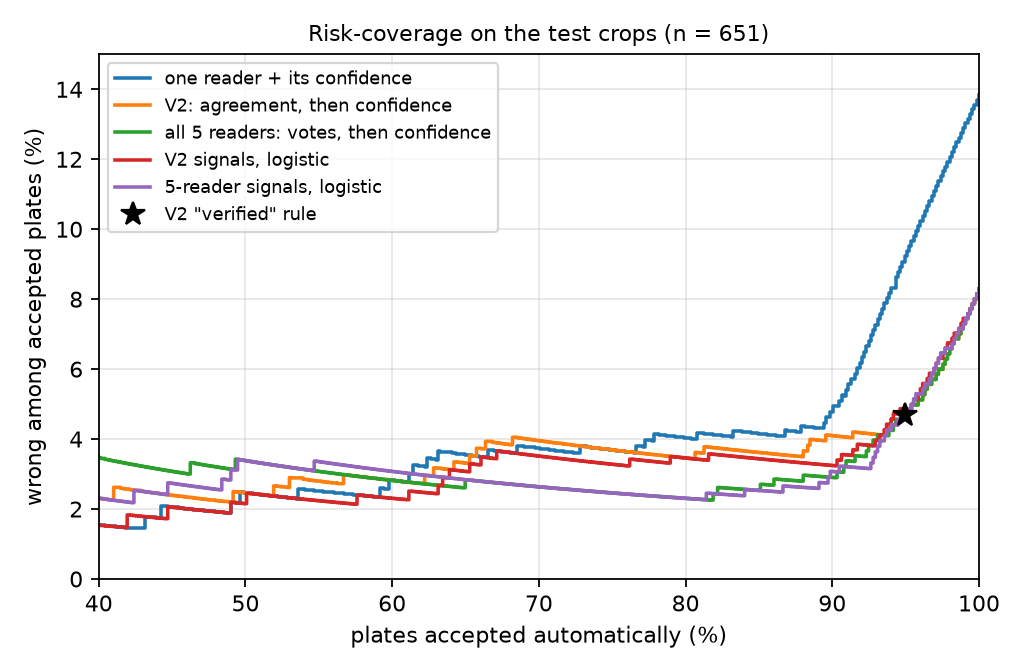 Risk-coverage on the test crops (n = 651)
one reader + its confidence
V2: agreement, then confidence
all 5 readers: votes, then confidence
V2 signals, logistic
5-reader signals, logistic
V2 "verified" rule
wrong among accepted plates (%)
14
12
10
8
6
4
2
0
40 50 60 70 80 90 100
plates accepted automatically (%)